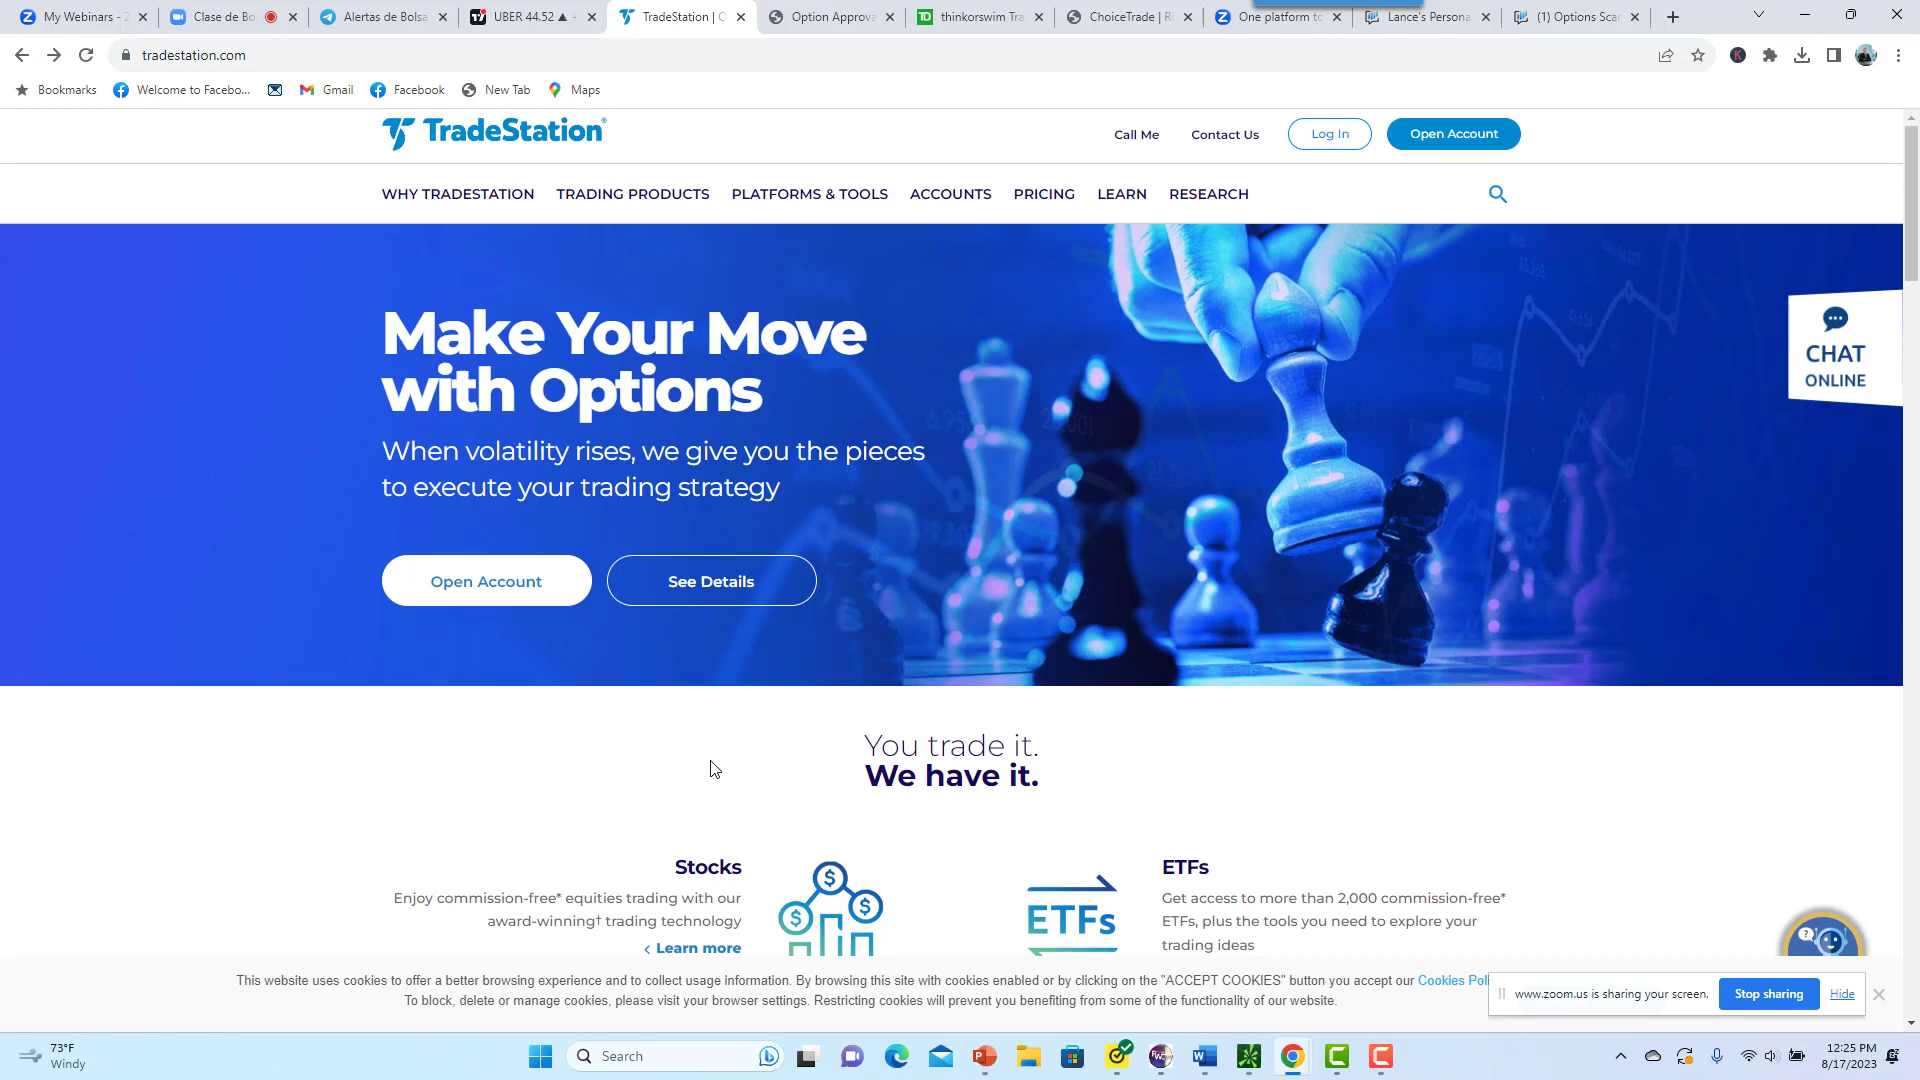 My Webinars - Z
Clase de Bo
Alertas de Bolsa
UBER 44.52 ▲ +
TradeStation | O
Option Approva
thinkorswim Tra
ChoiceTrade | Ri
One platform to
Lance's Persona
(1) Options Scan
tradestation.com
Bookmarks
Welcome to Facebo...
Gmail
Facebook
New Tab
Maps
TradeStation®
Call Me
Contact Us
Log In
Open Account
WHY TRADESTATION
TRADING PRODUCTS
PLATFORMS & TOOLS
ACCOUNTS
PRICING
LEARN
RESEARCH
Make Your Move
with Options
When volatility rises, we give you the pieces
to execute your trading strategy
Open Account
See Details
CHAT
ONLINE
You trade it.
We have it.
Stocks
Enjoy commission-free* equities trading with our
award-winning† trading technology
‹ Learn more
ETFs
ETFs
Get access to more than 2,000 commission-free*
ETFs, plus the tools you need to explore your
trading ideas
This website uses cookies to offer a better browsing experience and to collect usage information. By browsing this site with cookies enabled or by clicking on the "ACCEPT COOKIES" button you accept our Cookies Poli
To block, delete or manage cookies, please visit your browser settings. Restricting cookies will prevent you benefiting from some of the functionality of our website.
www.zoom.us is sharing your screen.
Stop sharing
Hide
73°F
Windy
Search
12:25 PM
8/17/2023